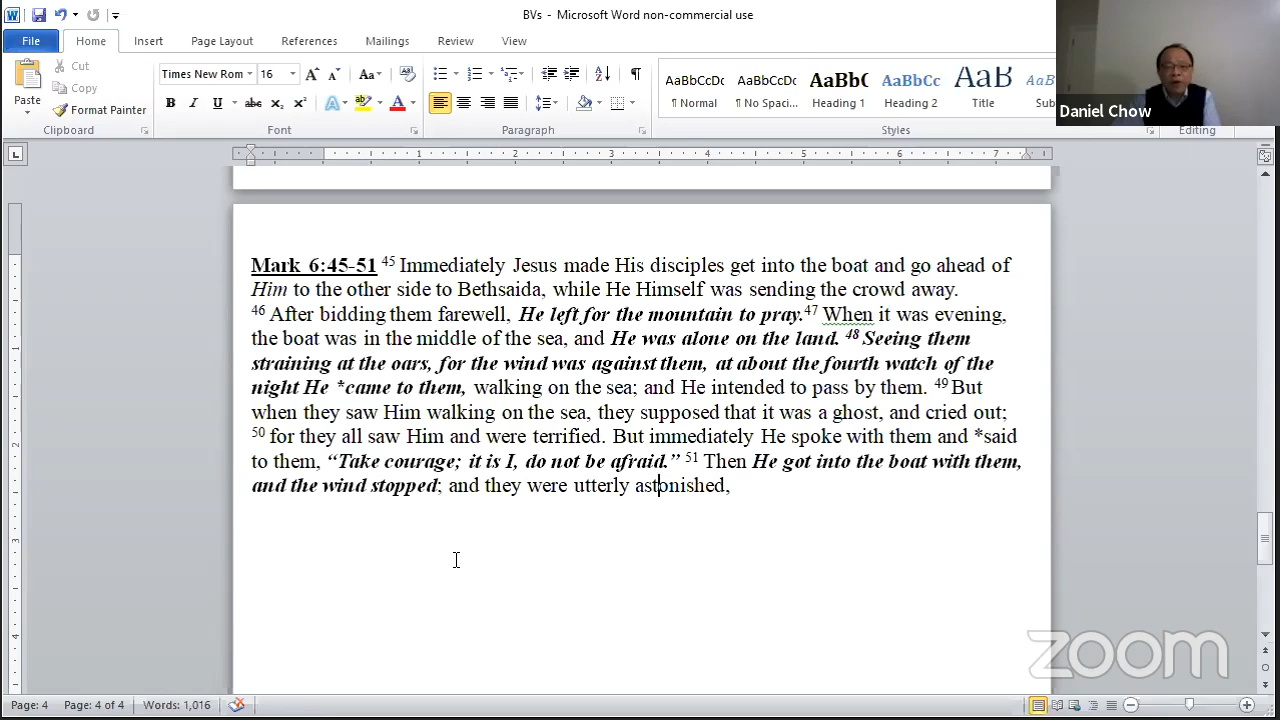 BVs - Microsoft Word non-commercial use
File Home Insert Page Layout References Mailings Review View
Paste
Cut
Copy
Format Painter
Clipboard
Times New Rom 16
Font
Paragraph
AaBbCcDc AaBbCcDc AaBbC AaBbCc AaB AaB
¶ Normal ¶ No Spaci... Heading 1 Heading 2 Title Sub
Styles
Editing
Daniel Chow
1 2 3 4 5 6 7
Mark 6:45-51 45 Immediately Jesus made His disciples get into the boat and go ahead of
Him to the other side to Bethsaida, while He Himself was sending the crowd away.
46 After bidding them farewell, He left for the mountain to pray.47 When it was evening,
the boat was in the middle of the sea, and He was alone on the land. 48 Seeing them
straining at the oars, for the wind was against them, at about the fourth watch of the
night He *came to them, walking on the sea; and He intended to pass by them. 49 But
when they saw Him walking on the sea, they supposed that it was a ghost, and cried out;
50 for they all saw Him and were terrified. But immediately He spoke with them and *said
to them, “Take courage; it is I, do not be afraid.” 51 Then He got into the boat with them,
and the wind stopped; and they were utterly astonished,
zoom
Page: 4 Page: 4 of 4 Words: 1,016